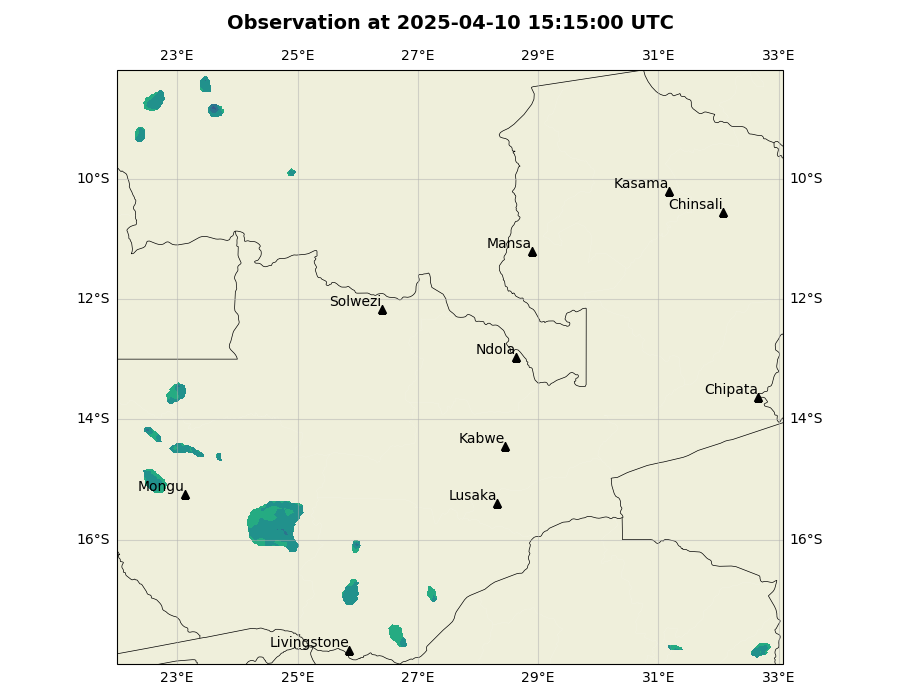 Observation at 2025-04-10 15:15:00 UTC
23°E 25°E 27°E 29°E 31°E 33°E
10°S 10°S
Kasama
Chinsali
Mansa
12°S 12°S
Solwezi
Ndola
Chipata
14°S 14°S
Kabwe
Mongu
Lusaka
16°S 16°S
Livingstone
23°E 25°E 27°E 29°E 31°E 33°E